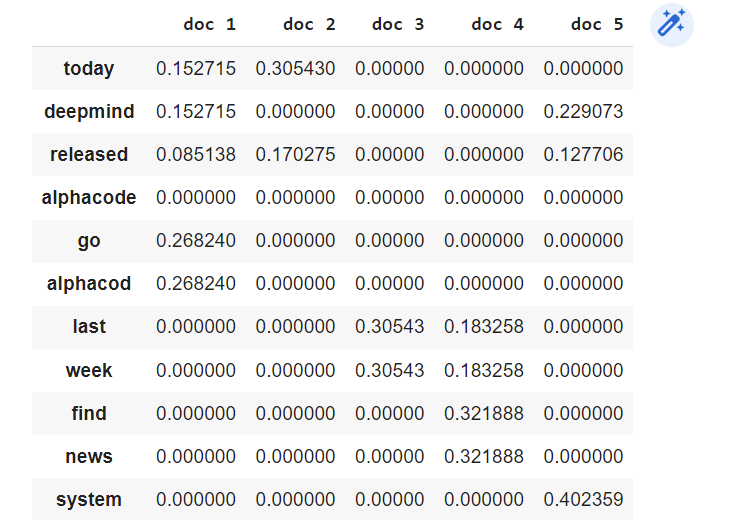 doc 1 doc 2 doc 3 doc 4 doc 5
today 0.152715 0.305430 0.00000 0.000000 0.000000
deepmind 0.152715 0.000000 0.00000 0.000000 0.229073
released 0.085138 0.170275 0.00000 0.000000 0.127706
alphacode 0.000000 0.000000 0.00000 0.000000 0.000000
go 0.268240 0.000000 0.00000 0.000000 0.000000
alphacod 0.268240 0.000000 0.00000 0.000000 0.000000
last 0.000000 0.000000 0.30543 0.183258 0.000000
week 0.000000 0.000000 0.30543 0.183258 0.000000
find 0.000000 0.000000 0.00000 0.321888 0.000000
news 0.000000 0.000000 0.00000 0.321888 0.000000
system 0.000000 0.000000 0.00000 0.000000 0.402359